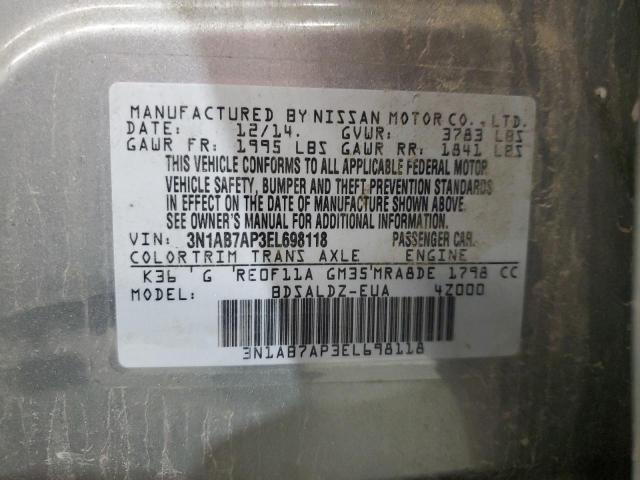 MANUFACTURED BY NISSAN MOTOR CO., LTD.
DATE: 12/14. GVWR: 3783 LBS
GAWR FR: 1995 LBS GAWR RR: 1841 LBS
THIS VEHICLE CONFORMS TO ALL APPLICABLE FEDERAL MOTOR
VEHICLE SAFETY, BUMPER AND THEFT PREVENTION STANDARDS
IN EFFECT ON THE DATE OF MANUFACTURE SHOWN ABOVE.
SEE OWNER'S MANUAL FOR ADDITIONAL INFORMATION.
VIN: 3N1AB7AP3EL698118 PASSENGER CAR.
COLOR TRIM TRANS AXLE ENGINE
K36 'G 'RE0F11A GM35'MRA8DE 1798 CC
MODEL: BDSALDZ-EUA 4Z000
3N1AB7AP3EL698118